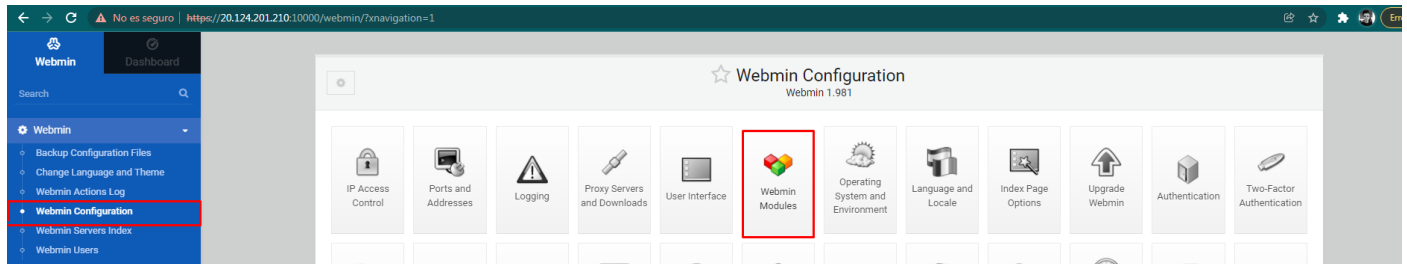 No es seguro | https://20.124.201.210:10000/webmin/?xnavigation=1
Webmin
Dashboard
Search
Webmin
Backup Configuration Files
Change Language and Theme
Webmin Actions Log
Webmin Configuration
Webmin Servers Index
Webmin Users
Webmin Configuration
Webmin 1.981
IP Access
Control
Ports and
Addresses
Logging
Proxy Servers
and Downloads
User Interface
Webmin
Modules
Operating
System and
Environment
Language and
Locale
Index Page
Options
Upgrade
Webmin
Authentication
Two-Factor
Authentication